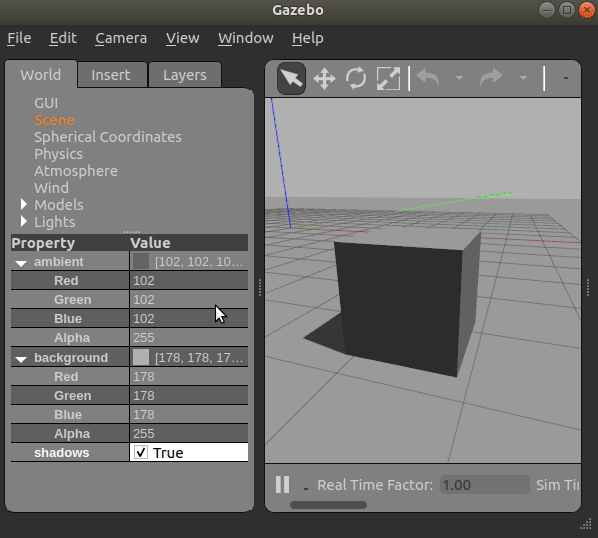 Gazebo
File Edit Camera View Window Help
World Insert Layers
GUI
Scene
Spherical Coordinates
Physics
Atmosphere
Wind
Models
Lights
Property Value
ambient [102, 102, 10...
Red 102
Green 102
Blue 102
Alpha 255
background [178, 178, 17...
Red 178
Green 178
Blue 178
Alpha 255
shadows True
Real Time Factor: 1.00 Sim Ti